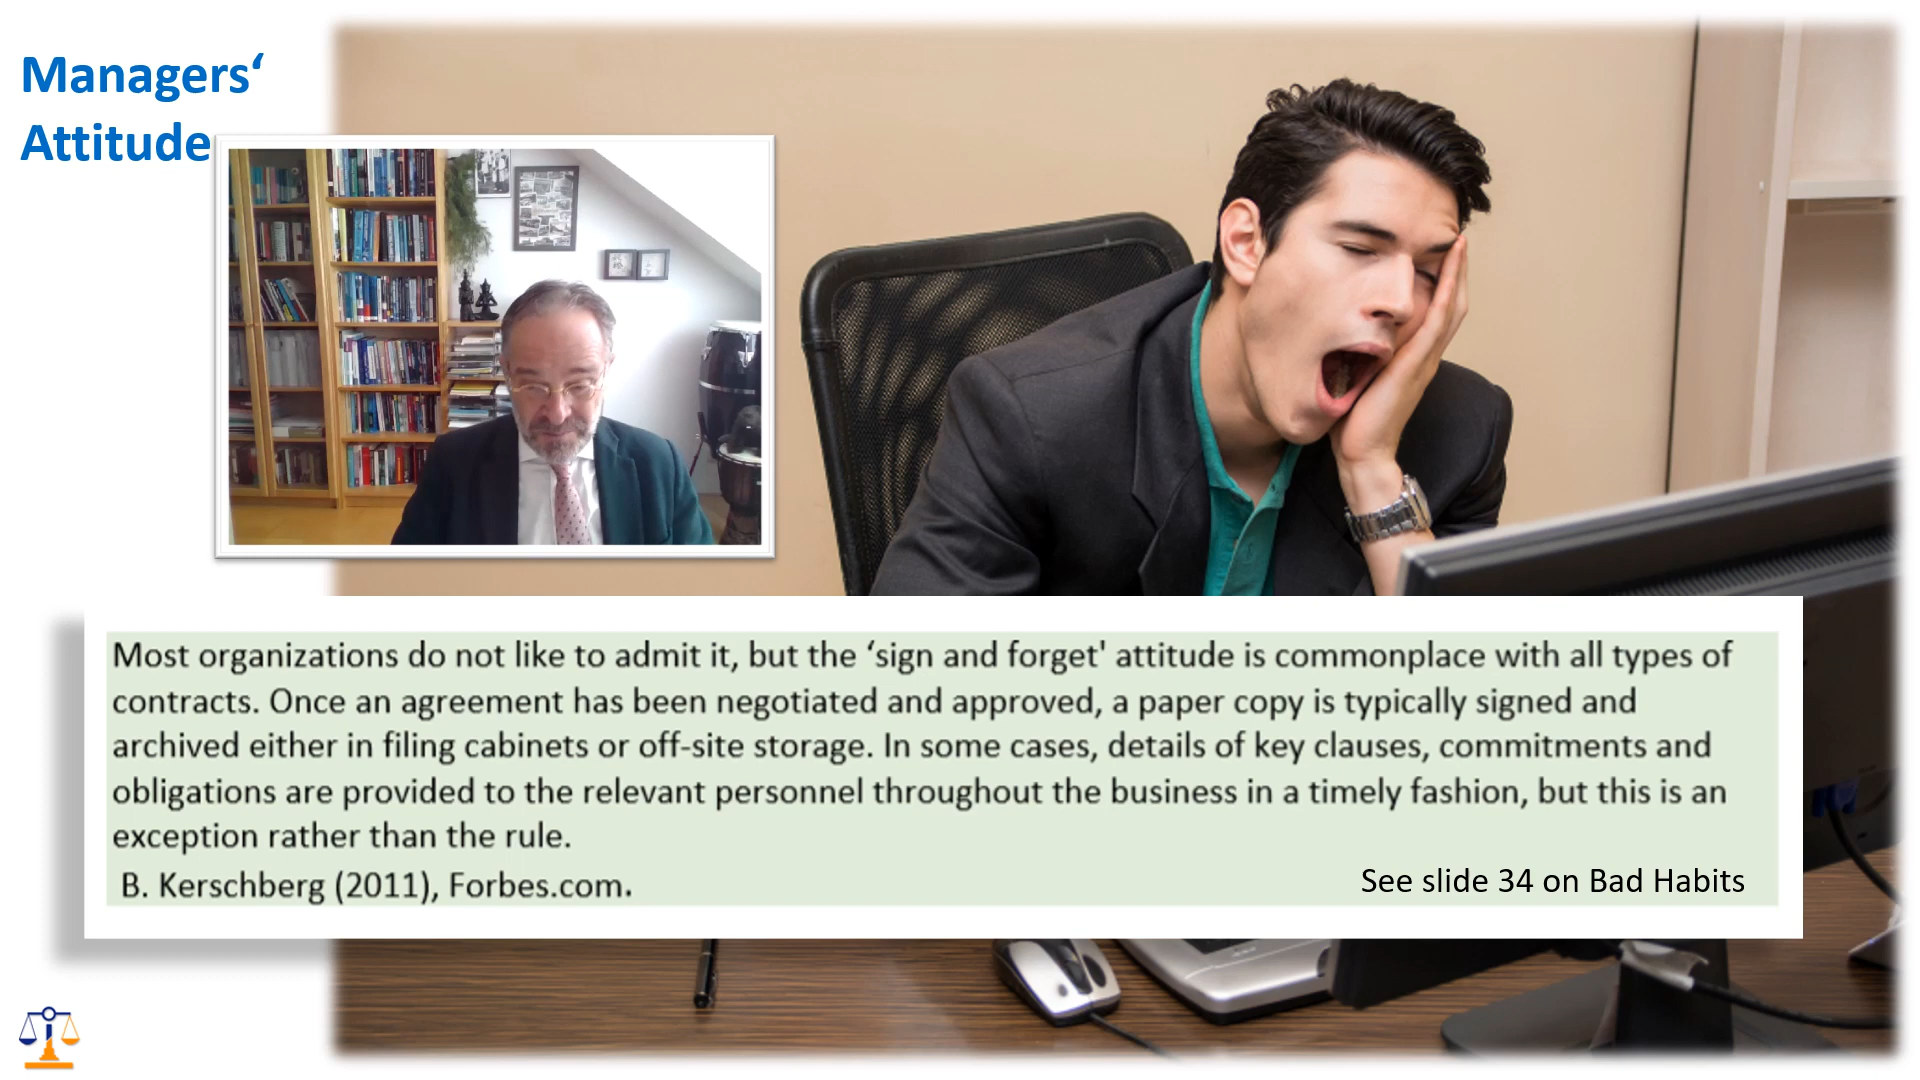 Managers‘
Attitude
Most organizations do not like to admit it, but the ‘sign and forget' attitude is commonplace with all types of
contracts. Once an agreement has been negotiated and approved, a paper copy is typically signed and
archived either in filing cabinets or off-site storage. In some cases, details of key clauses, commitments and
obligations are provided to the relevant personnel throughout the business in a timely fashion, but this is an
exception rather than the rule.
B. Kerschberg (2011), Forbes.com.
See slide 34 on Bad Habits